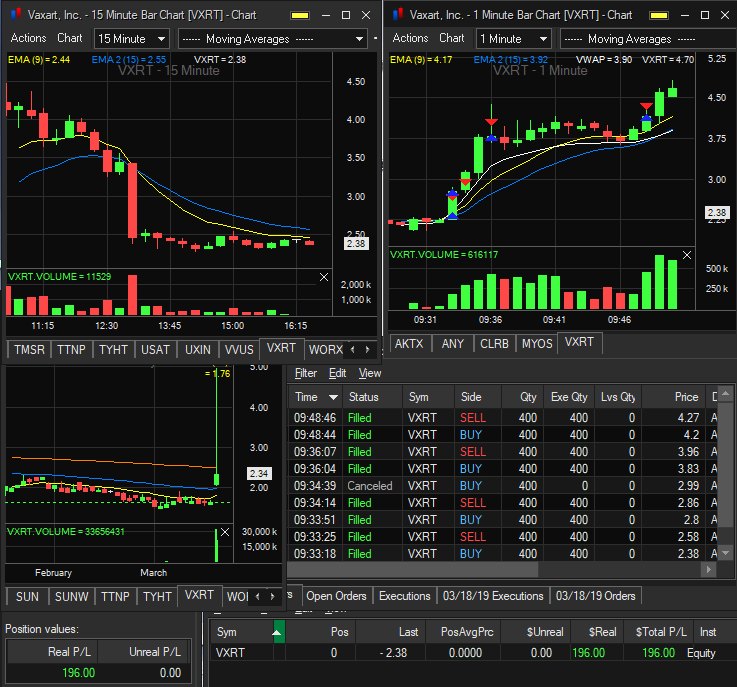 Vaxart, Inc. - 15 Minute Bar Chart [VXRT] - Chart
Actions Chart 15 Minute ----- Moving Averages -----
EMA (9) = 2.44 EMA 2 (15) = 2.55 VXRT = 2.38
VXRT - 15 Minute
4.50
4.00
3.50
3.00
2.50
2.38
VXRT.VOLUME = 11529
2,000 k
1,000 k
11:15 12:30 13:45 15:00 16:15
TMSR TTNP TYHT USAT UXIN VVUS VXRT WORX
Vaxart, Inc. - 1 Minute Bar Chart [VXRT] - Chart
Actions Chart 1 Minute ----- Moving Averages -----
EMA (9) = 4.17 EMA 2 (15) = 3.92 VWAP = 3.90 VXRT = 4.70
VXRT - 1 Minute
5.25
4.50
3.75
3.00
2.38
2.25
VXRT.VOLUME = 616117
500 k
250 k
09:31 09:36 09:41 09:46
AKTX ANY CLRB MYOS VXRT
= 1.76
5.00
4.00
3.00
2.34
2.00
VXRT.VOLUME = 33656431
30,000 k
15,000 k
February March
SUN SUNW TTNP TYHT VXRT
Filter Edit View
Time Status Sym Side Qty Exe Qty Lvs Qty Price
09:48:46 Filled VXRT SELL 400 400 0 4.27 A
09:48:44 Filled VXRT BUY 400 400 0 4.2 A
09:36:07 Filled VXRT SELL 400 400 0 3.96 A
09:36:04 Filled VXRT BUY 400 400 0 3.83 A
09:34:39 Canceled VXRT BUY 400 0 0 2.99 A
09:34:14 Filled VXRT SELL 400 400 0 2.86 A
09:33:51 Filled VXRT BUY 400 400 0 2.8 A
09:33:25 Filled VXRT SELL 400 400 0 2.58 A
09:33:18 Filled VXRT BUY 400 400 0 2.38 A
Open Orders Executions 03/18/19 Executions 03/18/19 Orders
Position values:
Real P/L Unreal P/L
196.00 0.00
Sym Pos Last PosAvgPrc $Unreal $Real $Total P/L Inst
VXRT 0 - 2.38 0.0000 0.00 196.00 196.00 Equity